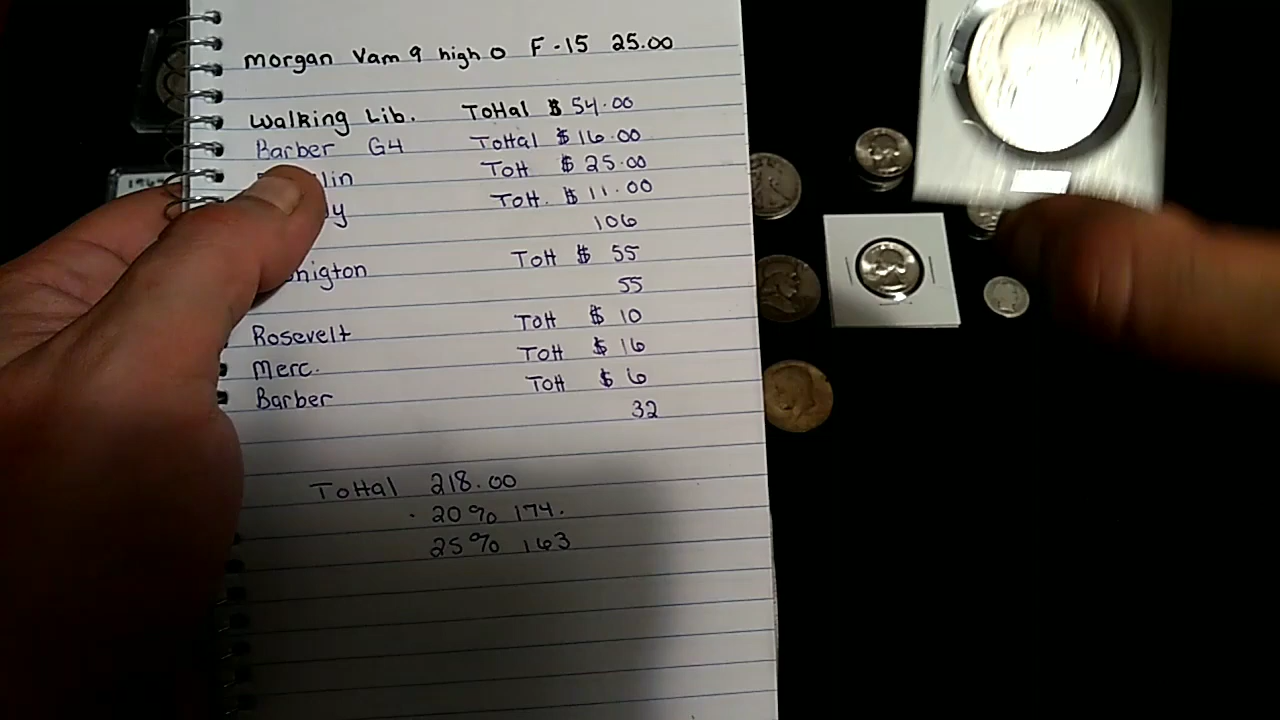 morgan Vam 9 high O F-15 25.00
Walking Lib. ToHal $ 54.00
Barber G4 ToHal $ 16.00
lin ToH $ 25.00
y ToH. $ 11.00
106
nigton ToH $ 55
55
Rosevelt ToH $ 10
Merc. ToH $ 16
Barber ToH $ 6
32
ToHal 218.00
20% 174.
25% 163